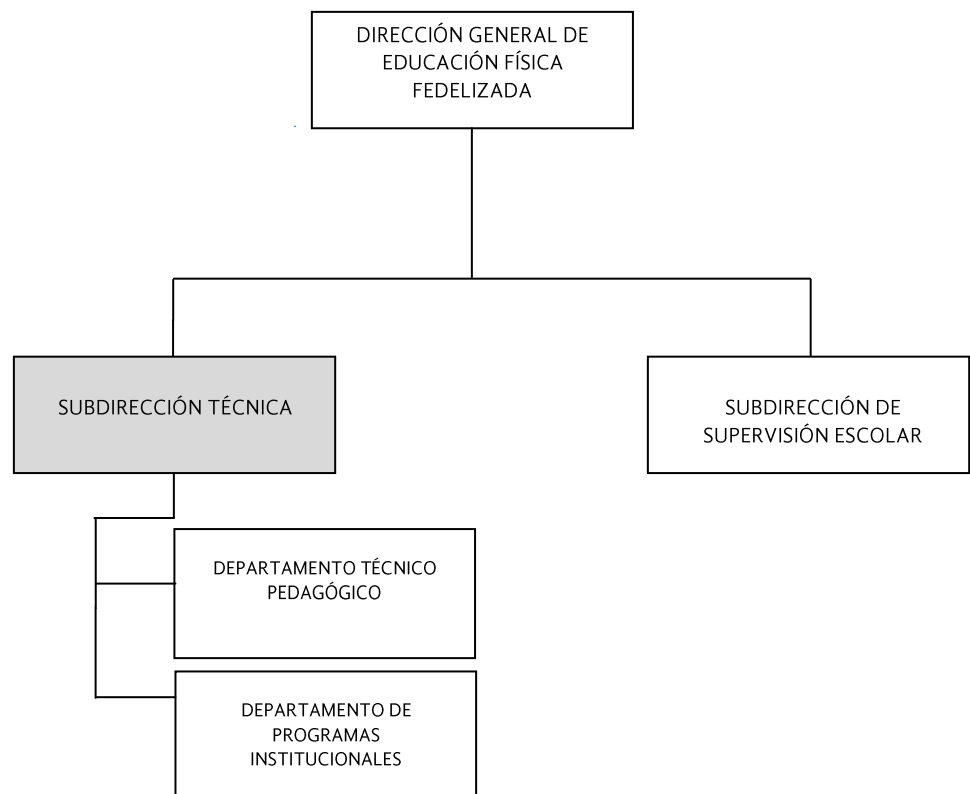 DIRECCIÓN GENERAL DE
EDUCACIÓN FÍSICA
FEDELIZADA
SUBDIRECCIÓN TÉCNICA
SUBDIRECCIÓN DE
SUPERVISIÓN ESCOLAR
DEPARTAMENTO TÉCNICO
PEDAGÓGICO
DEPARTAMENTO DE
PROGRAMAS
INSTITUCIONALES